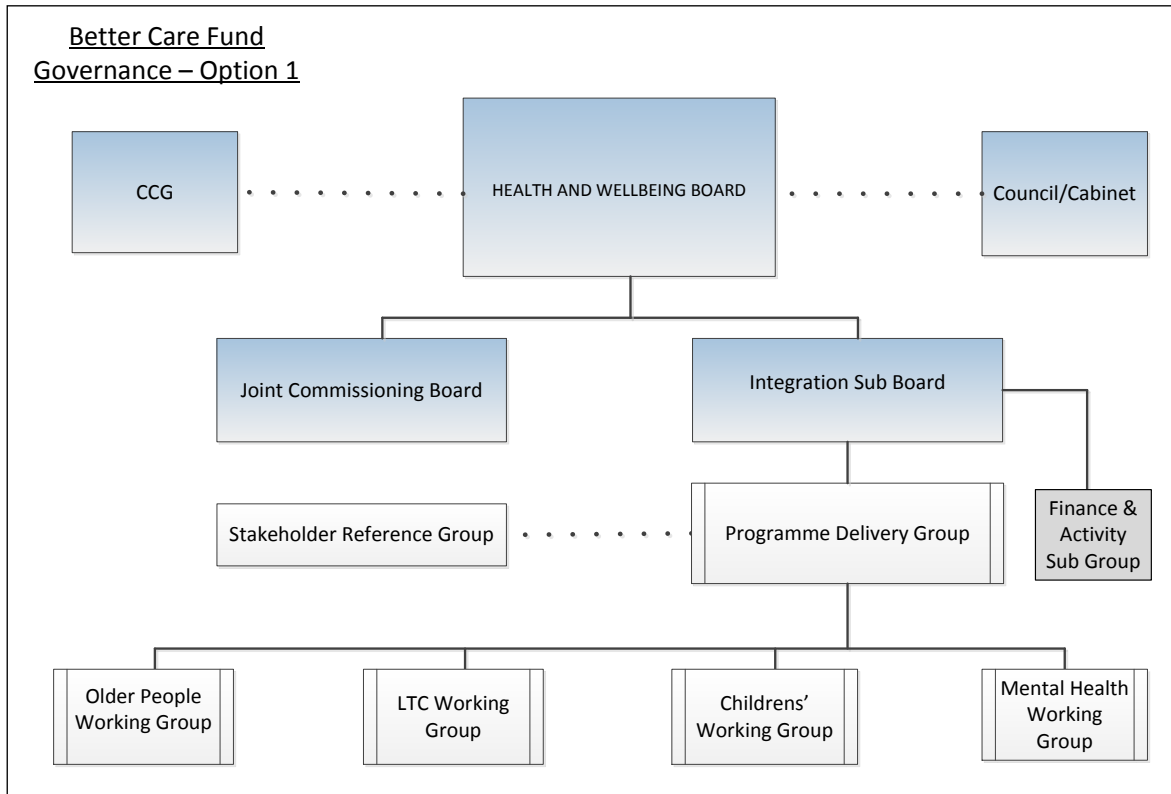 Better Care Fund
Governance – Option 1
CCG
HEALTH AND WELLBEING BOARD
Council/Cabinet
Joint Commissioning Board
Integration Sub Board
Stakeholder Reference Group
Programme Delivery Group
Finance &
Activity
Sub Group
Older People
Working Group
LTC Working
Group
Childrens’
Working Group
Mental Health
Working
Group